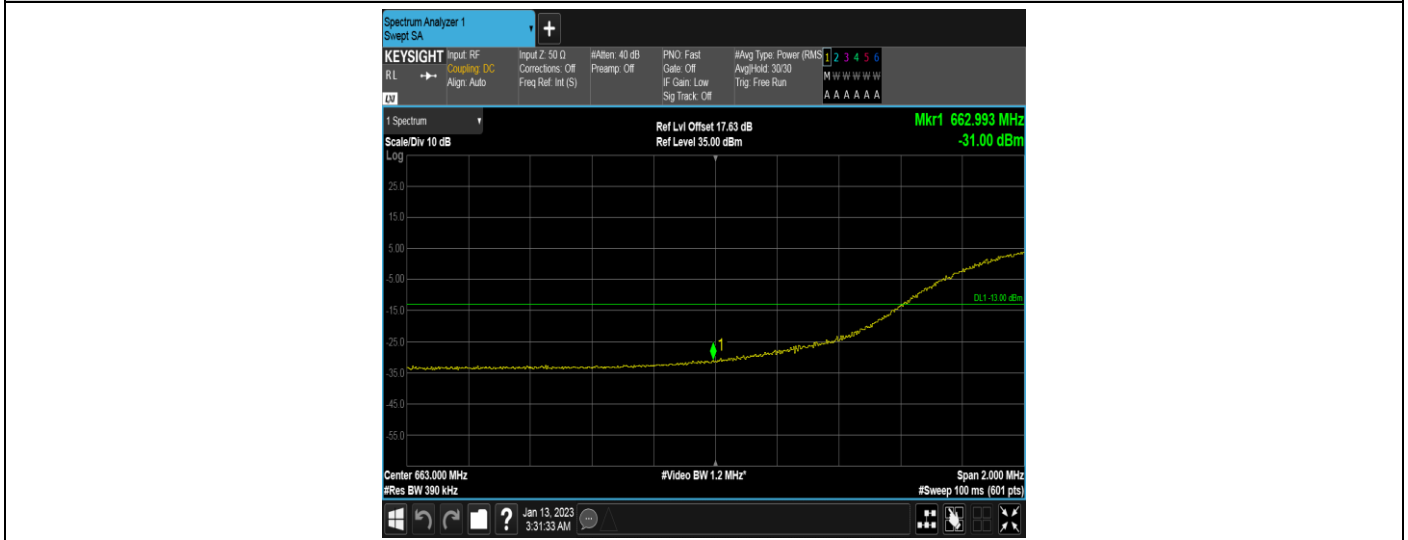 Spectrum Analyzer 1
Swept SA
+
KEYSIGHT Input: RF Input Z: 50 Ω #Atten: 40 dB PNO: Fast #Avg Type: Power (RMS 1 2 3 4 5 6
RL Coupling: DC Corrections: Off Preamp: Off Gate: Off Avg|Hold: 30/30 M W W W W W
Align: Auto Freq Ref: Int (S) IF Gain: Low Trig: Free Run
Sig Track: Off A A A A A A
LXI
1 Spectrum Ref Lvl Offset 17.63 dB Mkr1 662.993 MHz
Scale/Div 10 dB Ref Level 35.00 dBm -31.00 dBm
Log
25.0
15.0
5.00
-5.00
DL1 -13.00 dBm
-15.0
-25.0
1
-35.0
-45.0
-55.0
Center 663.000 MHz #Video BW 1.2 MHz* Span 2.000 MHz
#Res BW 390 kHz #Sweep 100 ms (601 pts)
? Jan 13, 2023
3:31:33 AM